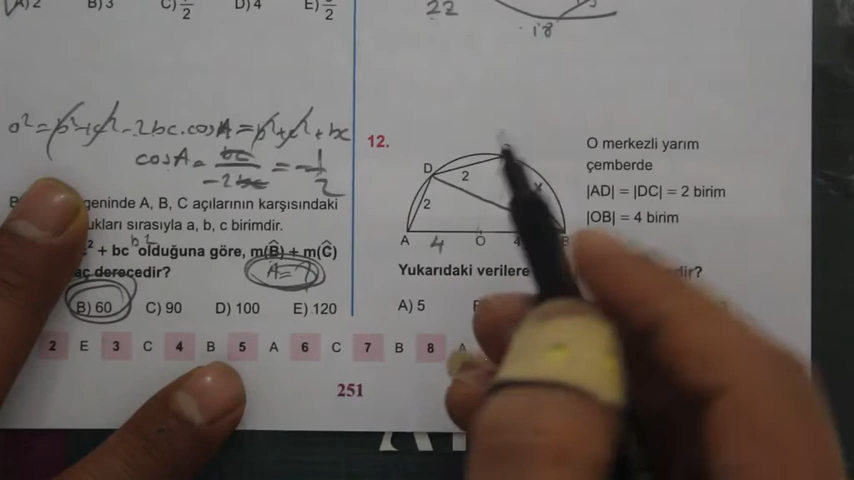 A) 2 B) 3 C) /2 D) 4 E) /2
a² = b² + c² - 2bc.cosA = b² + c² + bc
cosA = bc/-2bc = -1/2
geninde A, B, C açılarının karşısındaki
ukları sırasıyla a, b, c birimdir.
² + bc olduğuna göre, m(B̂) + m(Ĉ)
aç derecedir?
B) 60 C) 90 D) 100 E) 120
2 E 3 C 4 B 5 A 6 C 7 B 8 A
251
22
18
12.
D
2
x
2
A 4 O 4 B
O merkezli yarım
çemberde
|AD| = |DC| = 2 birim
|OB| = 4 birim
Yukarıdaki verilere dir?
A) 5